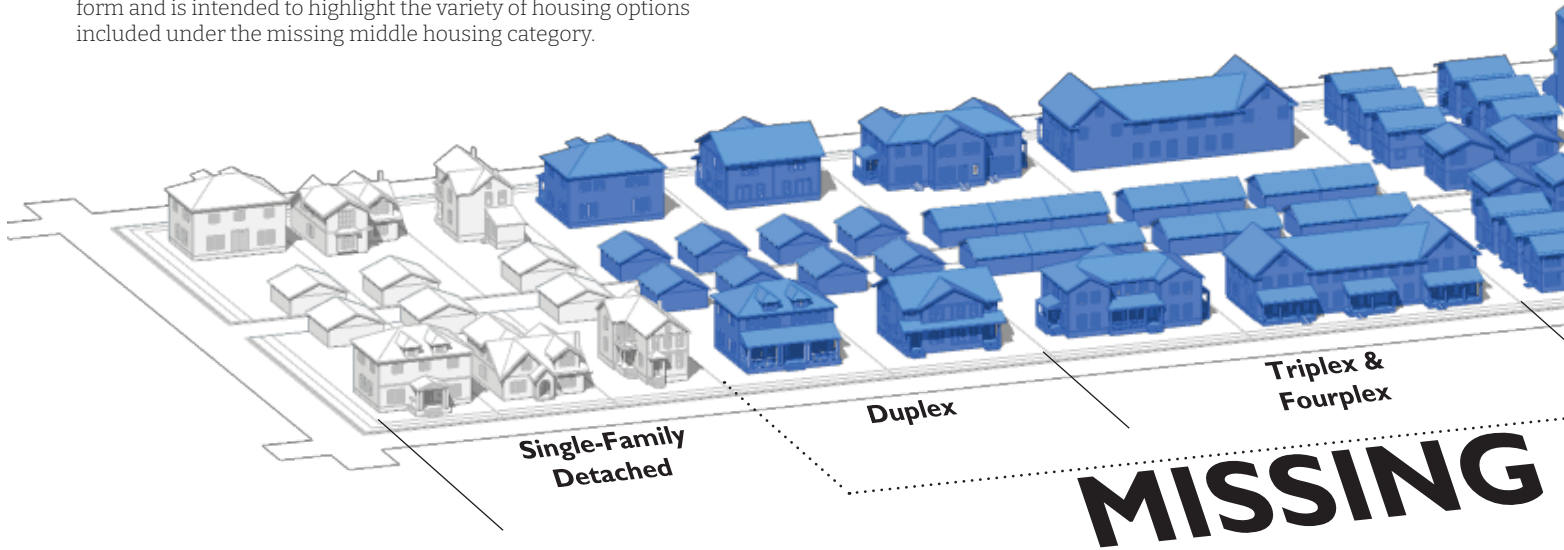 form and is intended to highlight the variety of housing options
included under the missing middle housing category.
Single-Family
Detached
Duplex
Triplex &
Fourplex
MISSING